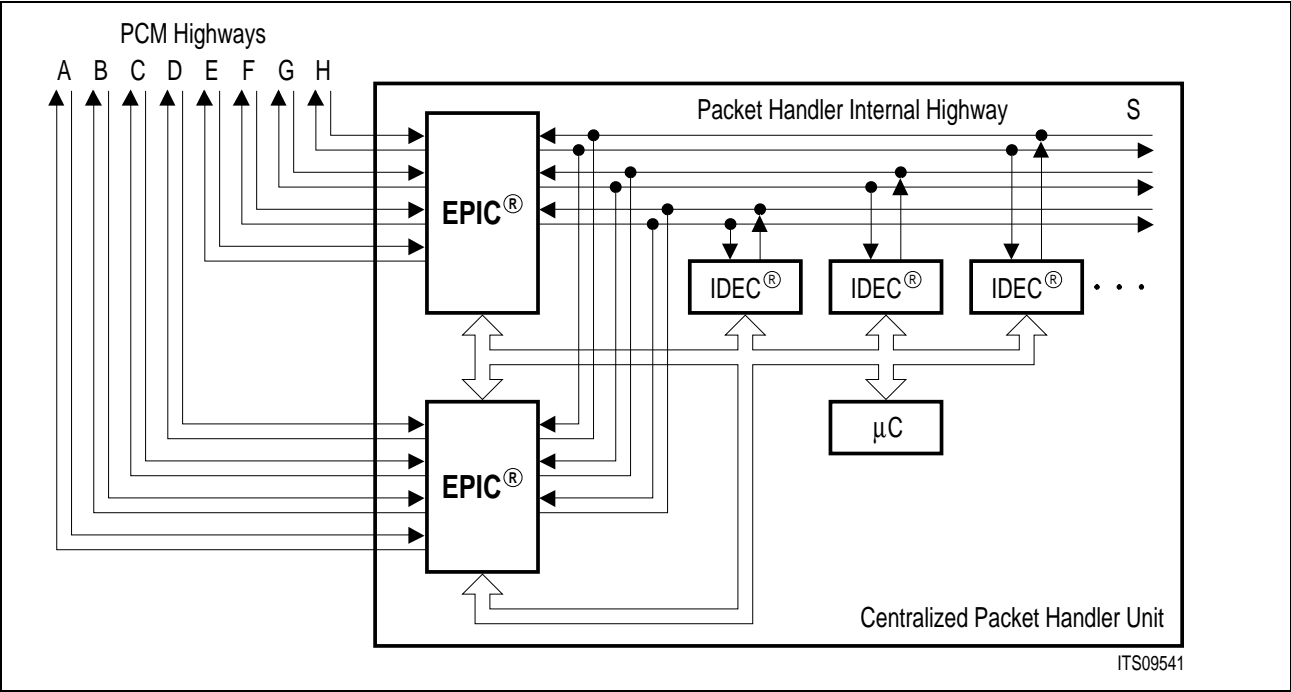 PCM Highways
A B C D E F G H
Packet Handler Internal Highway S
EPIC®
IDEC® IDEC® IDEC® . . .
µC
EPIC®
Centralized Packet Handler Unit
ITS09541